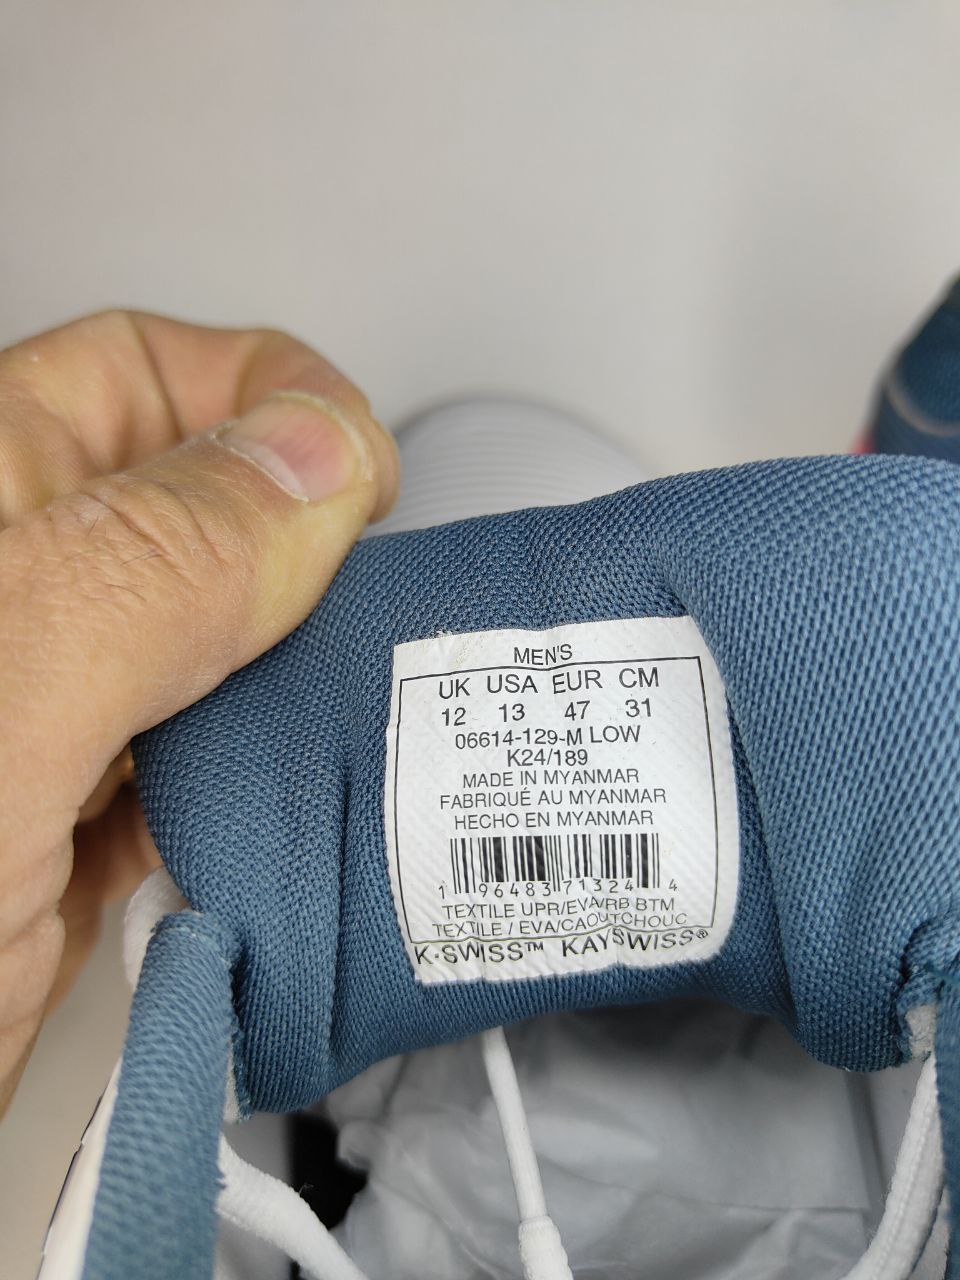 MEN'S
UK USA EUR CM
12 13 47 31
06614-129-M LOW
K24/189
MADE IN MYANMAR
FABRIQUÉ AU MYANMAR
HECHO EN MYANMAR
1 96483 71324 4
TEXTILE UPR/EVA/RB BTM
TEXTILE / EVA/CAOUTCHOUC
K·SWISS™ KAYSWISS®